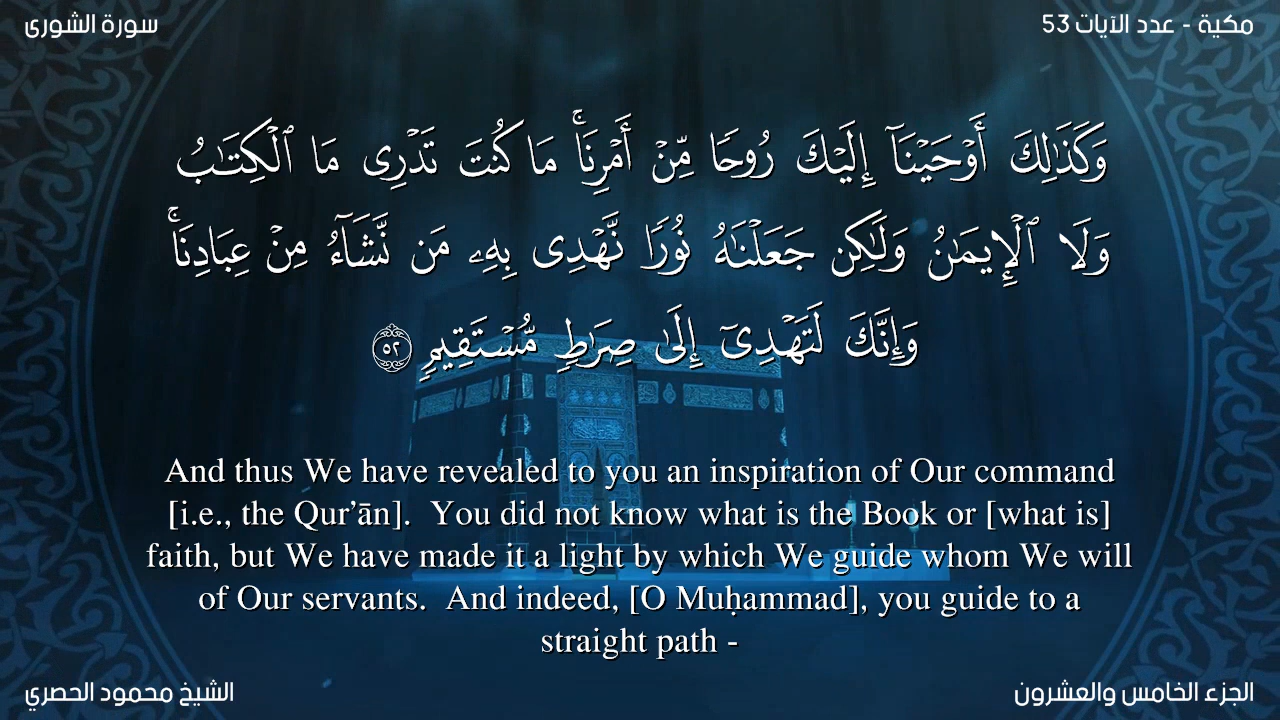 مكية - عدد الآيات 53
سورة الشورى
وَكَذَٰلِكَ أَوۡحَيۡنَآ إِلَيۡكَ رُوحٗا مِّنۡ أَمۡرِنَاۚ مَا كُنتَ تَدۡرِي مَا ٱلۡكِتَٰبُ
وَلَا ٱلۡإِيمَٰنُ وَلَٰكِن جَعَلۡنَٰهُ نُورٗا نَّهۡدِي بِهِۦ مَن نَّشَآءُ مِنۡ عِبَادِنَاۚ
وَإِنَّكَ لَتَهۡدِيٓ إِلَىٰ صِرَٰطٖ مُّسۡتَقِيمٖ ٥٢
And thus We have revealed to you an inspiration of Our command
[i.e., the Qur’ān].  You did not know what is the Book or [what is]
faith, but We have made it a light by which We guide whom We will
of Our servants.  And indeed, [O Muḥammad], you guide to a
straight path -
الجزء الخامس والعشرون
الشيخ محمود الحصري